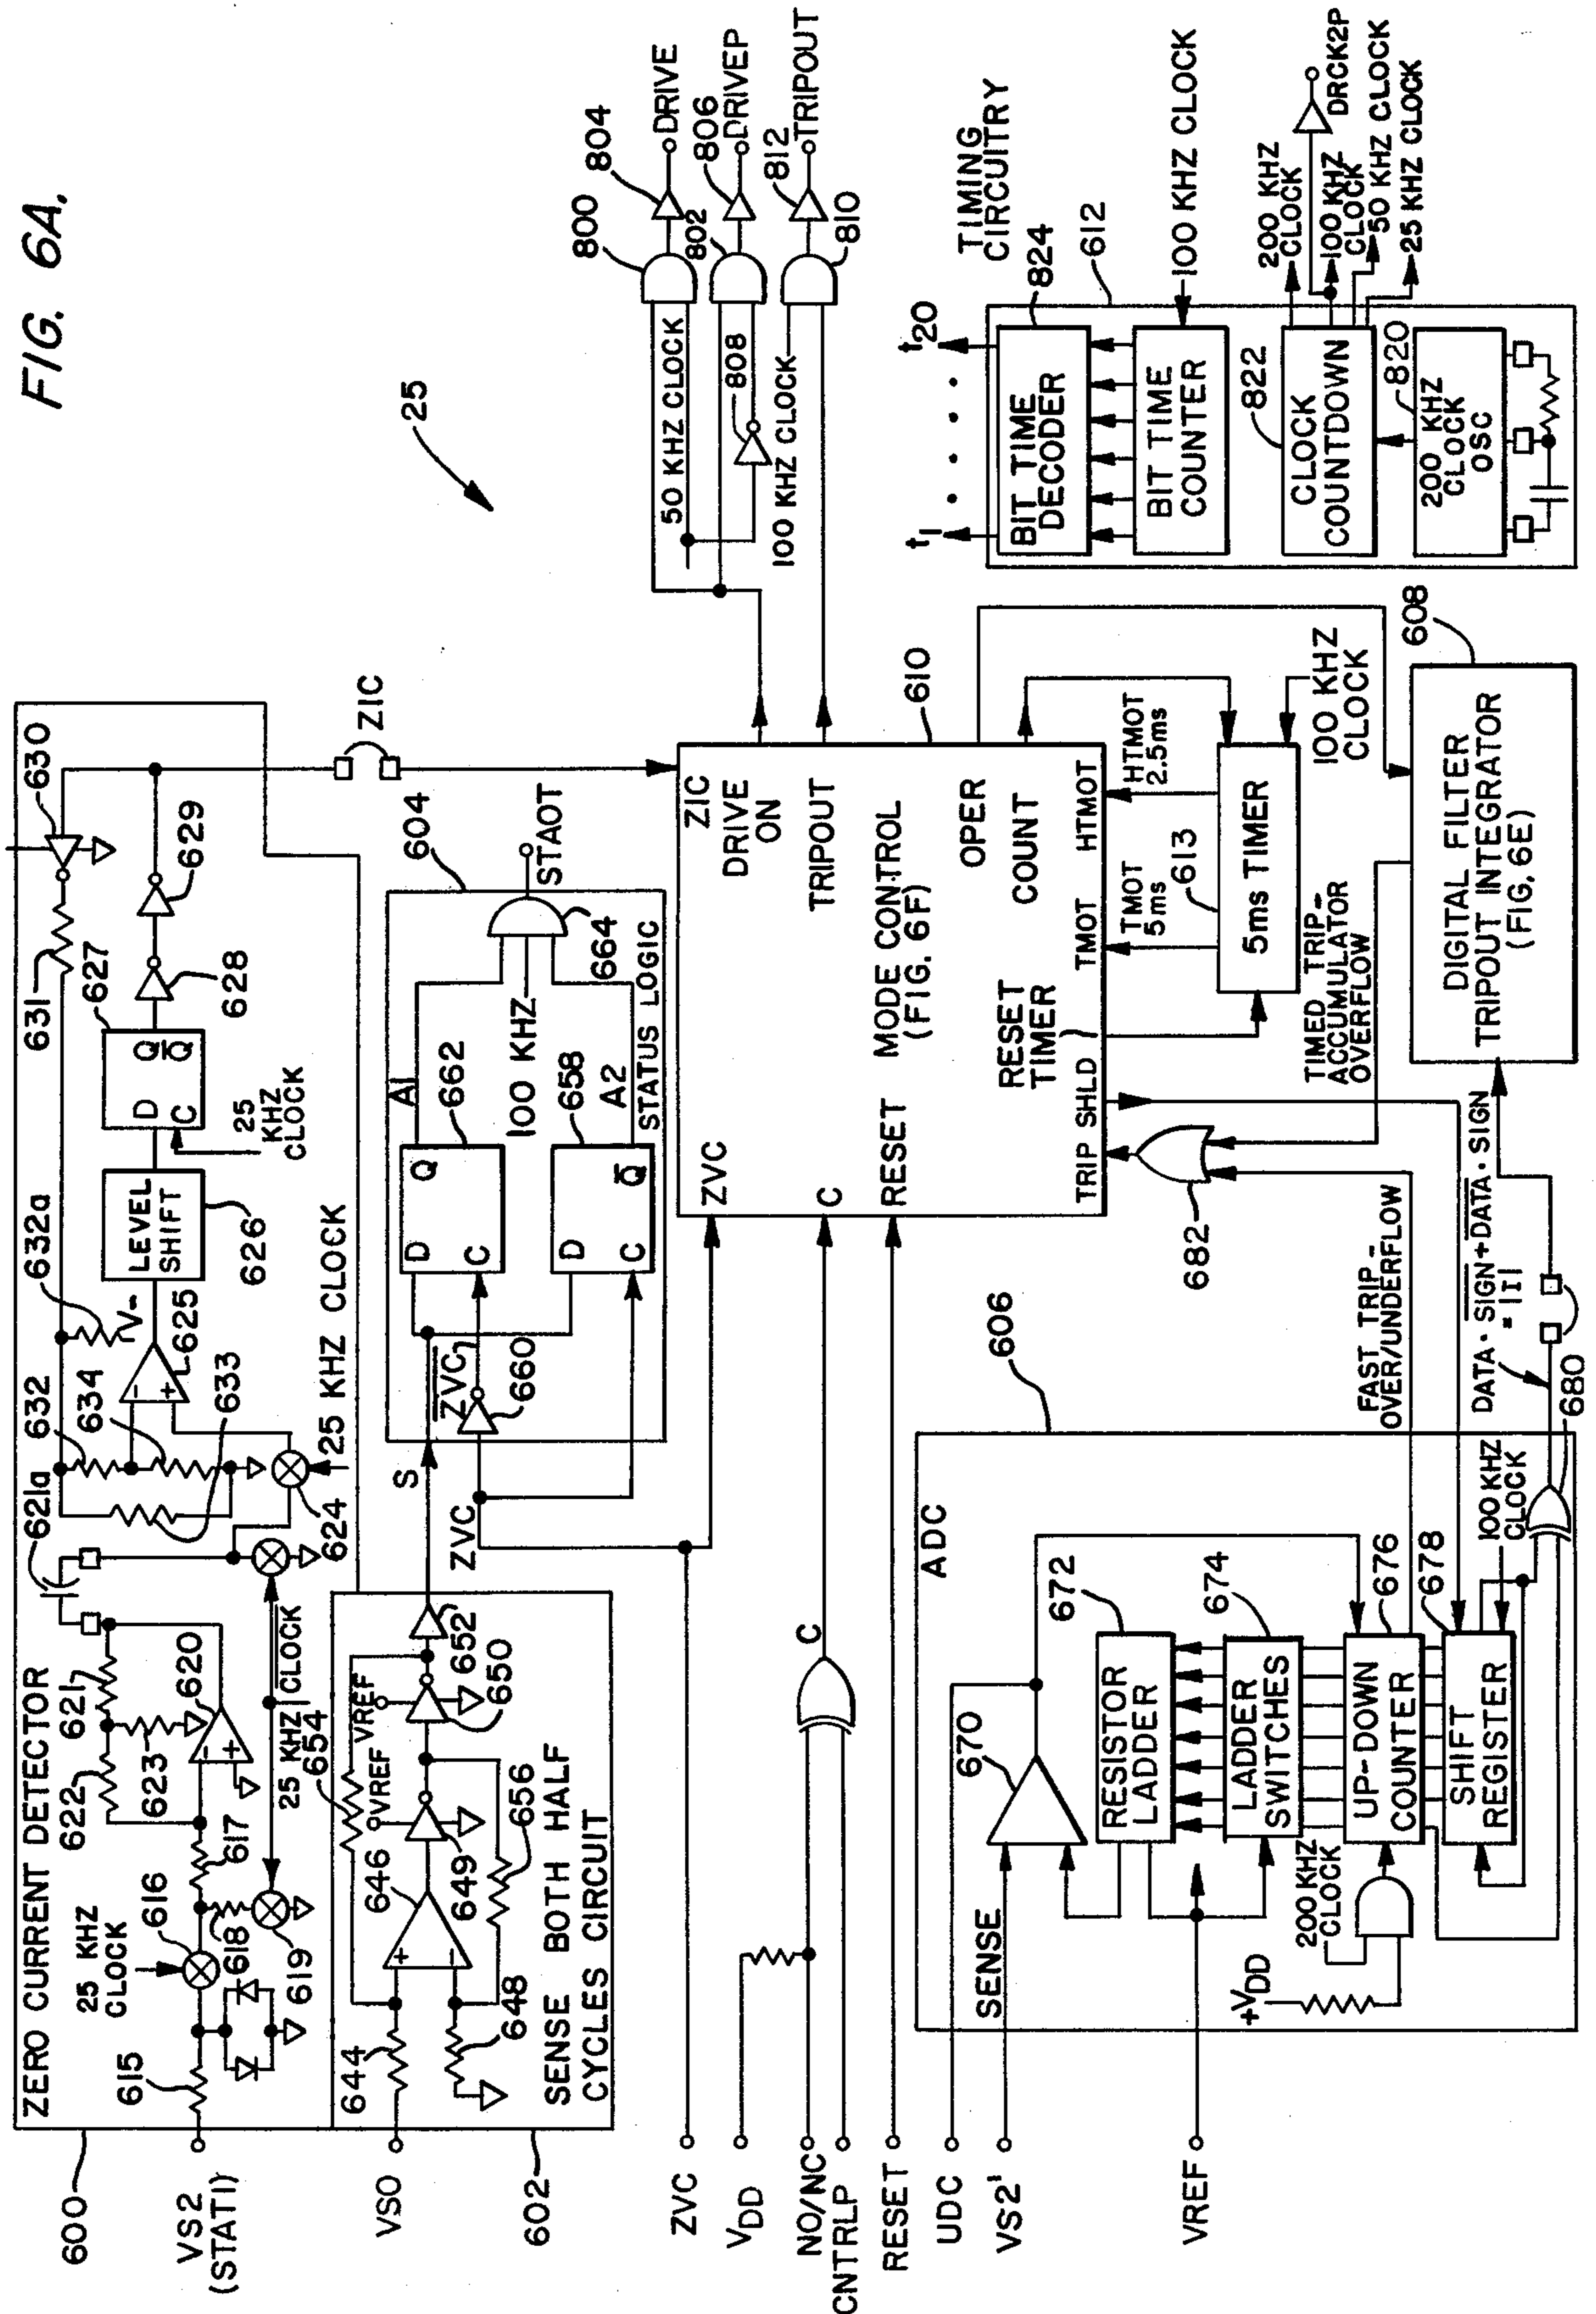 FIG. 6A.
25
ZERO CURRENT DETECTOR
600
VS2
(STAT1)
615
25 KHZ
CLOCK
616
617
618
619
622
621
623
620
621a
25 KHZ CLOCK
624
632
634
633
632a
V-
625
25 KHZ CLOCK
LEVEL
SHIFT
626
D
C
Q
Q
627
25
KHZ
CLOCK
628
629
630
631
ZIC
VSO
602
644
646
648
649
650
652
654
656
VREF
VREF
SENSE BOTH HALF
CYCLES CIRCUIT
S
ZVC
ZVC
660
D
C
Q
662
A1
D
C
Q
658
A2
100 KHZ
664
STATUS LOGIC
604
STAOT
ZVC
VDD
NO/NC
CNTRLP
RESET
C
ZVC
C
RESET
ZIC
DRIVE
ON
TRIPOUT
MODE CONTROL
(FIG. 6F)
OPER
COUNT
RESET
TIMER
TRIP
SHLD
TMOT
HTMOT
610
TMOT
5ms
HTMOT
2.5ms
613
5ms TIMER
100 KHZ
CLOCK
50 KHZ CLOCK
808
100 KHZ CLOCK
800
802
804
806
810
812
DRIVE
DRIVEP
TRIPOUT
UDC
VS2'
VREF
ADC
606
SENSE
670
672
RESISTOR
LADDER
674
LADDER
SWITCHES
676
UP-DOWN
COUNTER
678
SHIFT
REGISTER
200 KHZ
CLOCK
+VDD
100 KHZ
CLOCK
680
682
FAST TRIP-
OVER/UNDERFLOW
TIMED TRIP-
ACCUMULATOR
OVERFLOW
DATA·SIGN+DATA·SIGN
=|I|
608
DIGITAL FILTER
TRIPOUT INTEGRATOR
(FIG. 6E)
TIMING
CIRCUITRY
612
824
t1
t20
BIT TIME
DECODER
BIT TIME
COUNTER
100 KHZ CLOCK
822
CLOCK
COUNTDOWN
820
200 KHZ
CLOCK
OSC
200 KHZ
CLOCK
100 KHZ
CLOCK
DRCK2P
50 KHZ CLOCK
25 KHZ CLOCK